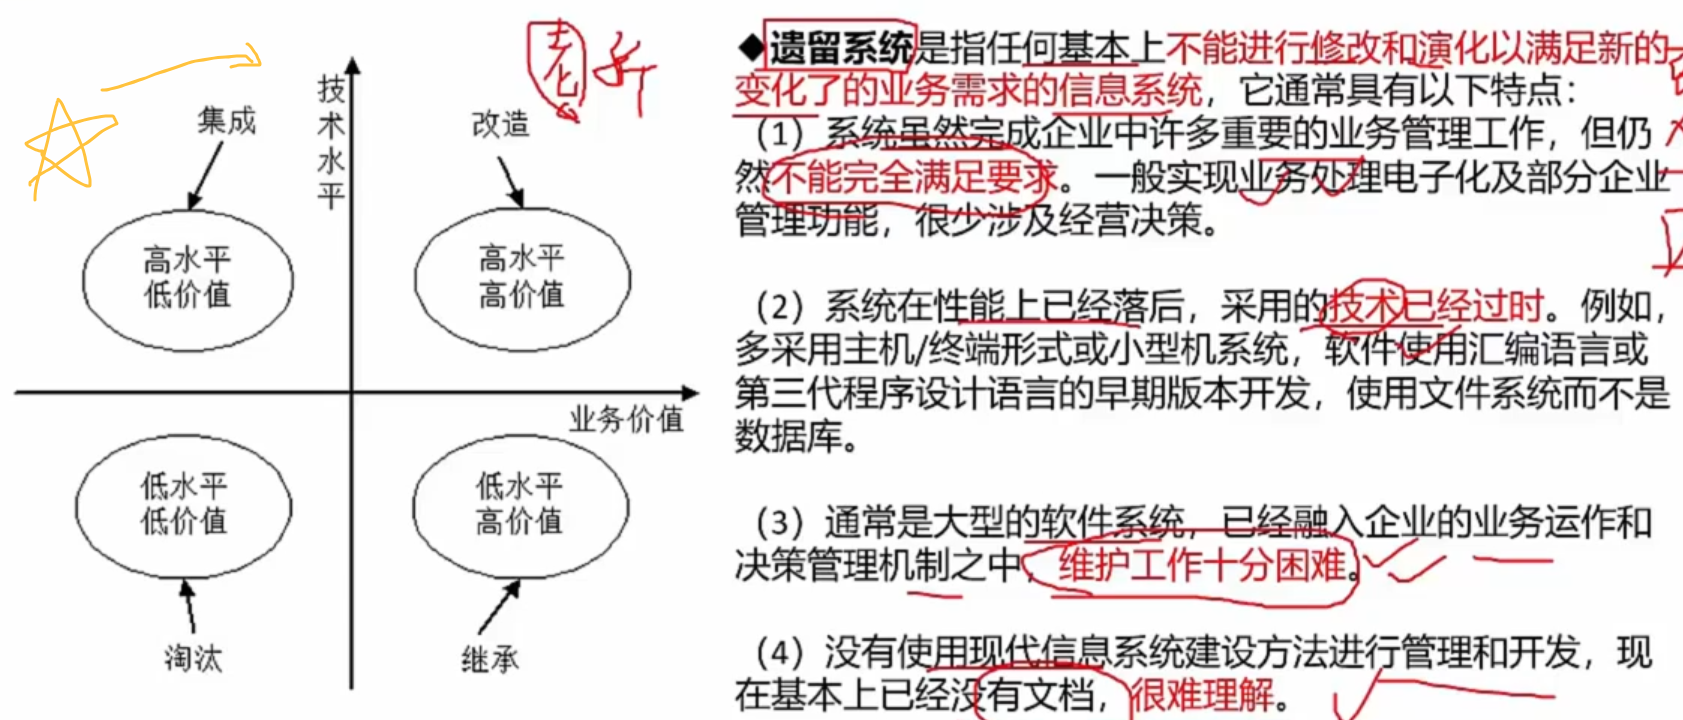 老化
新
技术水平
集成
改造
高水平
低价值
高水平
高价值
业务价值
低水平
低价值
低水平
高价值
淘汰
继承
◆遗留系统是指任何基本上不能进行修改和演化以满足新的
变化了的业务需求的信息系统，它通常具有以下特点：
（1）系统虽然完成企业中许多重要的业务管理工作，但仍
然不能完全满足要求。一般实现业务处理电子化及部分企业
管理功能，很少涉及经营决策。
（2）系统在性能上已经落后，采用的技术已经过时。例如，
多采用主机/终端形式或小型机系统，软件使用汇编语言或
第三代程序设计语言的早期版本开发，使用文件系统而不是
数据库。
（3）通常是大型的软件系统，已经融入企业的业务运作和
决策管理机制之中，维护工作十分困难。
（4）没有使用现代信息系统建设方法进行管理和开发，现
在基本上已经没有文档，很难理解。